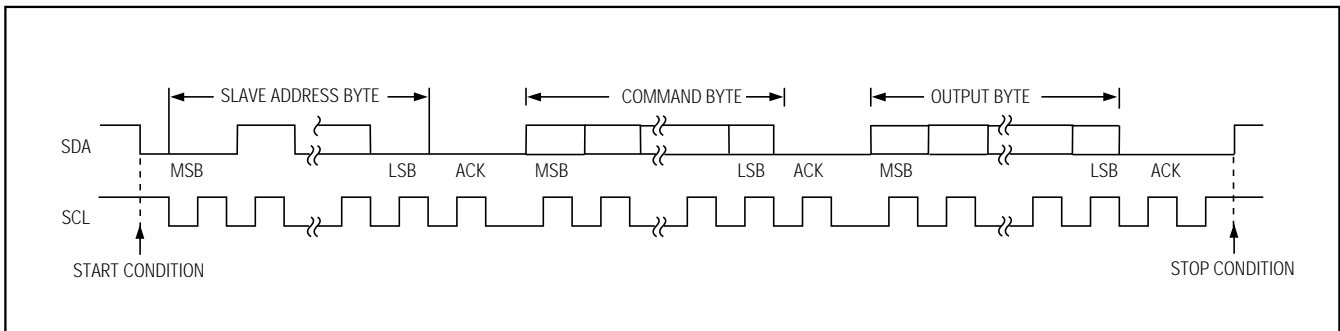 SLAVE ADDRESS BYTE COMMAND BYTE OUTPUT BYTE
SDA
MSB LSB ACK MSB LSB ACK MSB LSB ACK
SCL
START CONDITION STOP CONDITION